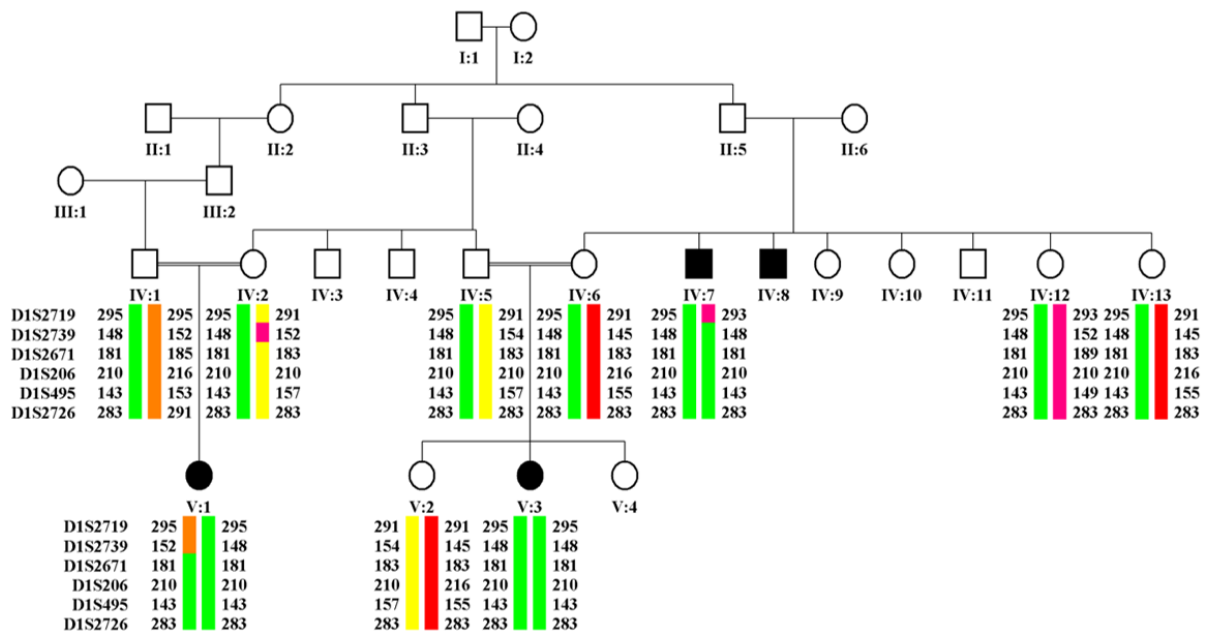 I:1 I:2
II:1 II:2 II:3 II:4 II:5 II:6
III:1 III:2
IV:1 IV:2 IV:3 IV:4 IV:5 IV:6 IV:7 IV:8 IV:9 IV:10 IV:11 IV:12 IV:13
D1S2719 295 295 295 291 295 291 295 291 295 293 295 293 295 291
D1S2739 148 152 148 152 148 154 148 145 148 148 148 152 148 145
D1S2671 181 185 181 183 181 183 181 183 181 181 181 189 181 183
D1S206 210 216 210 210 210 210 210 216 210 210 210 210 210 216
D1S495 143 153 143 157 143 157 143 155 143 143 143 149 143 155
D1S2726 283 291 283 283 283 283 283 283 283 283 283 283 283 283
V:1 V:2 V:3 V:4
D1S2719 295 295 291 291 295 295
D1S2739 152 148 154 145 148 148
D1S2671 181 181 183 183 181 181
D1S206 210 210 210 216 210 210
D1S495 143 143 157 155 143 143
D1S2726 283 283 283 283 283 283